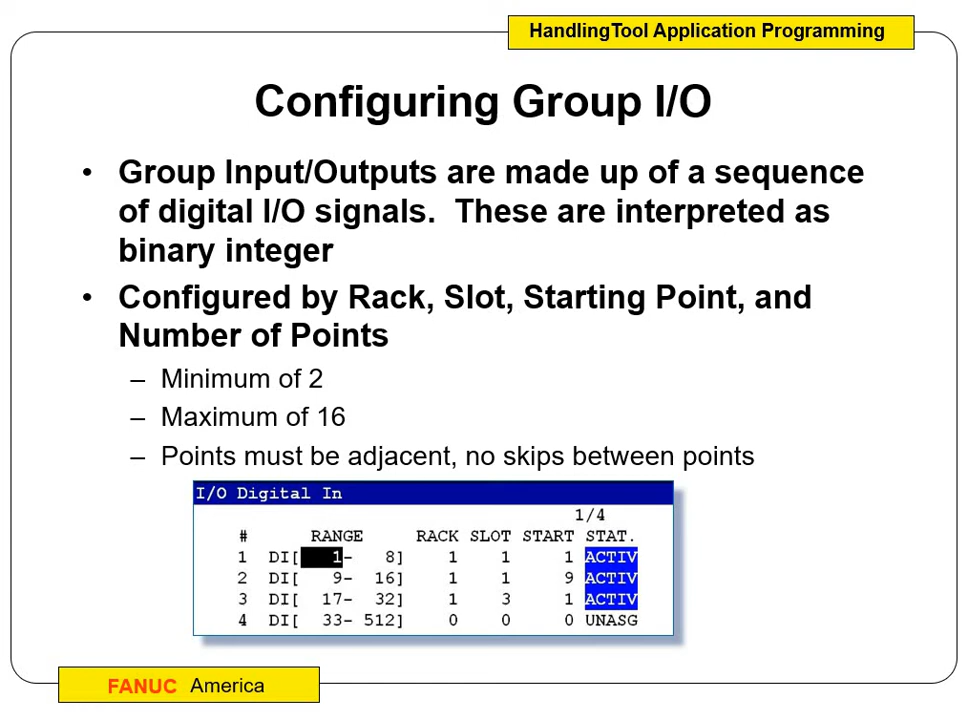 HandlingTool Application Programming
Configuring Group I/O
• Group Input/Outputs are made up of a sequence
of digital I/O signals.  These are interpreted as
binary integer
• Configured by Rack, Slot, Starting Point, and
Number of Points
– Minimum of 2
– Maximum of 16
– Points must be adjacent, no skips between points
I/O Digital In
1/4
# RANGE RACK SLOT START STAT.
1 DI[ 1- 8] 1 1 1 ACTIV
2 DI[ 9- 16] 1 1 9 ACTIV
3 DI[ 17- 32] 1 3 1 ACTIV
4 DI[ 33- 512] 0 0 0 UNASG
FANUC America